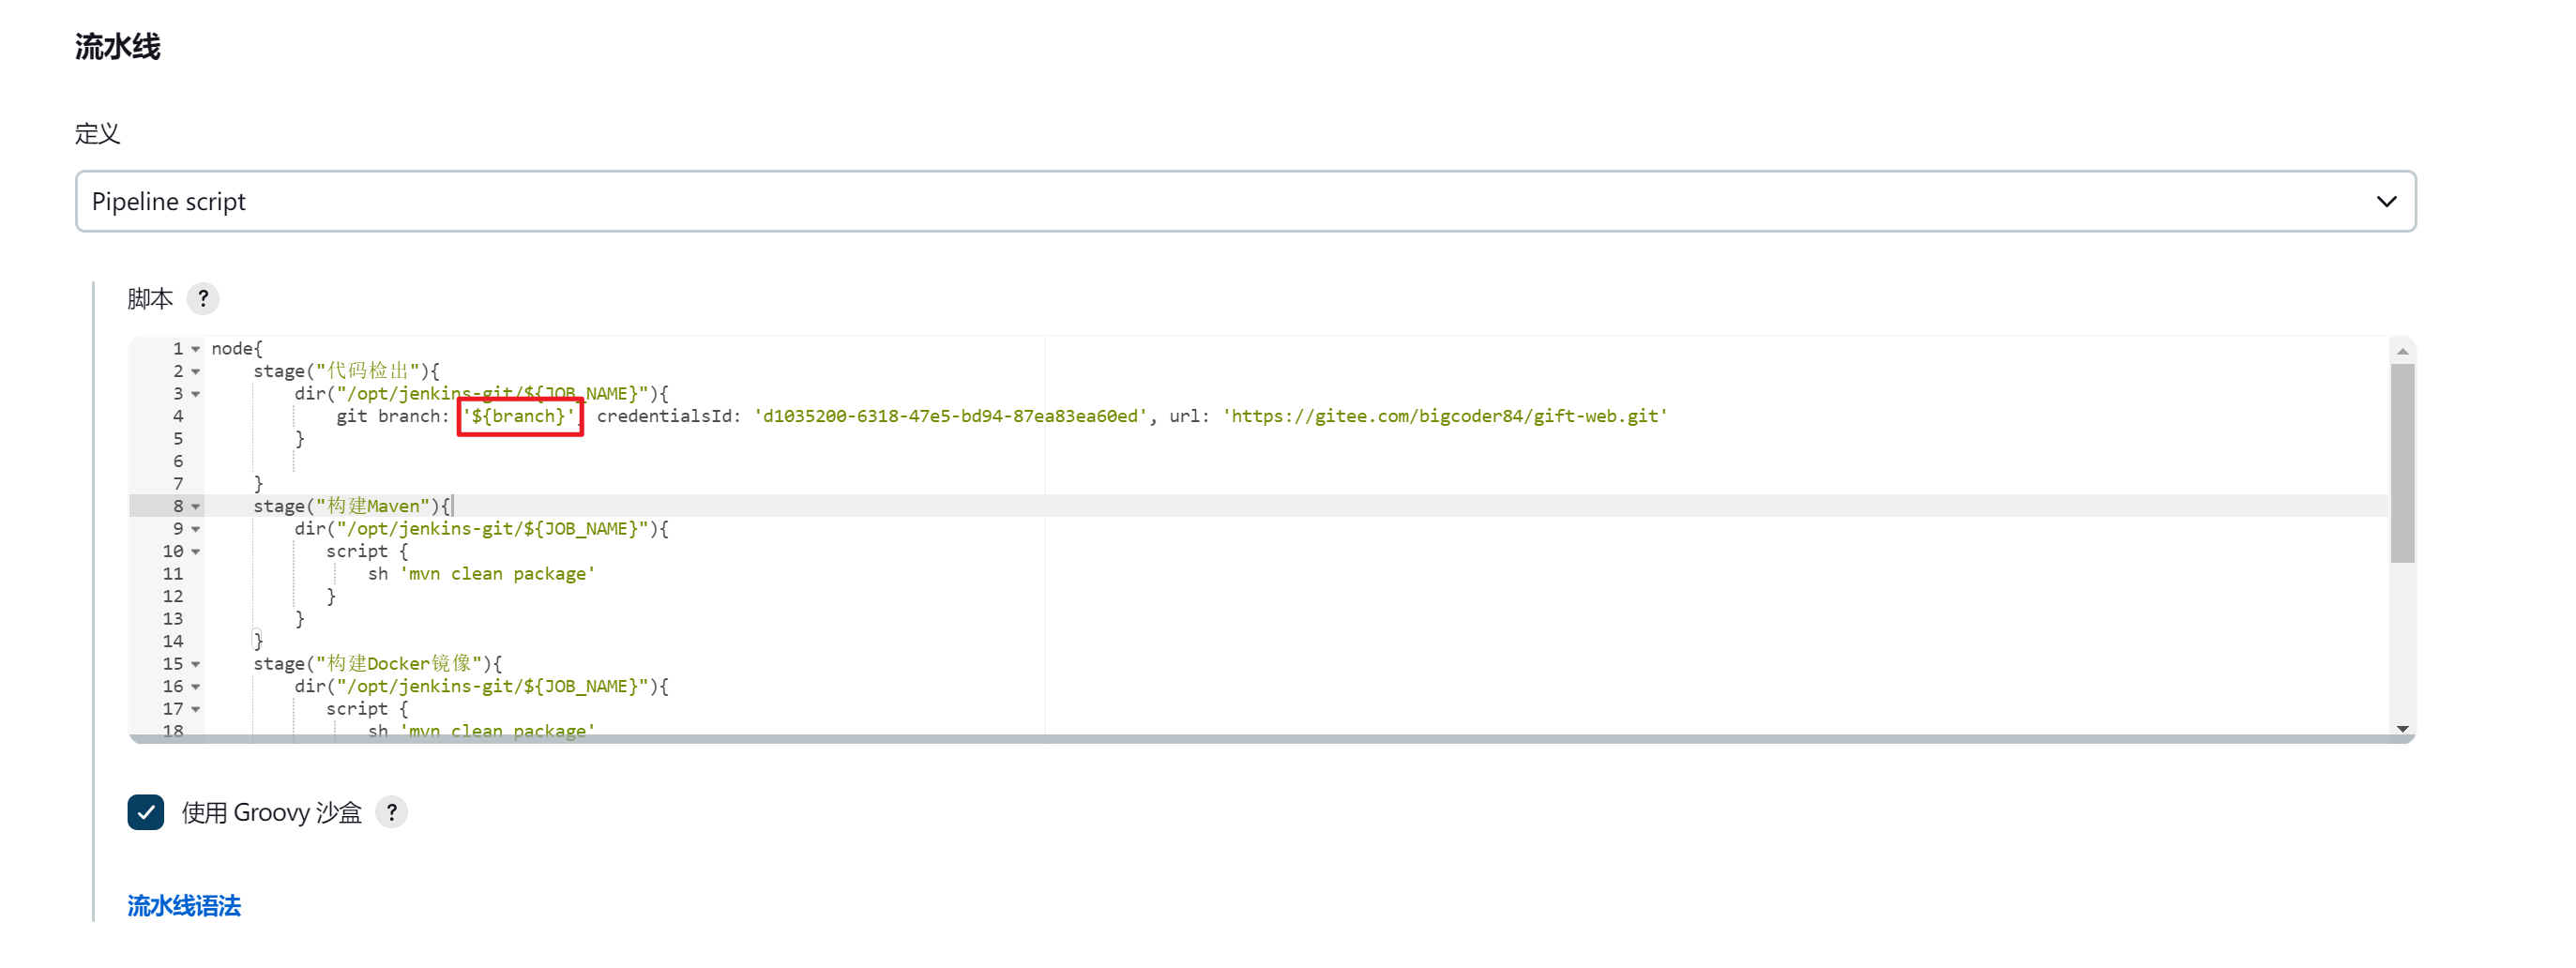 流水线
定义
Pipeline script
脚本 ?
1 node{
2 stage("代码检出"){
3 dir("/opt/jenkins-git/${JOB_NAME}"){
4 git branch: '${branch}', credentialsId: 'd1035200-6318-47e5-bd94-87ea83ea60ed', url: 'https://gitee.com/bigcoder84/gift-web.git'
5 }
6
7 }
8 stage("构建Maven"){
9 dir("/opt/jenkins-git/${JOB_NAME}"){
10 script {
11 sh 'mvn clean package'
12 }
13 }
14 }
15 stage("构建Docker镜像"){
16 dir("/opt/jenkins-git/${JOB_NAME}"){
17 script {
18 sh 'mvn clean package'
使用 Groovy 沙盒 ?
流水线语法